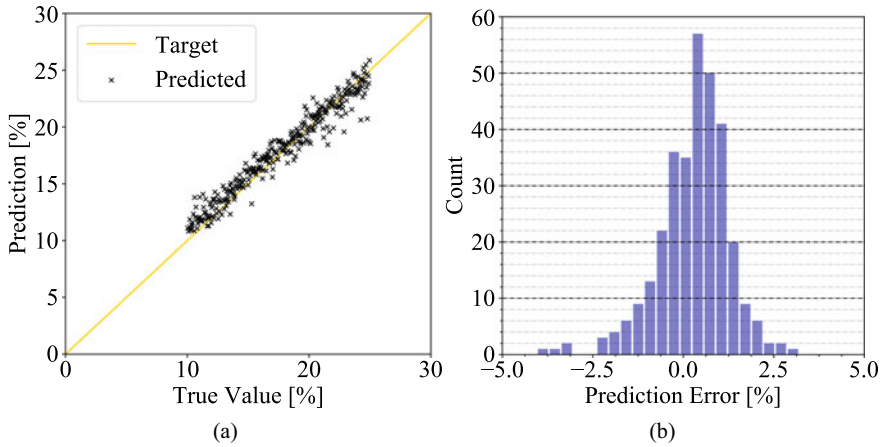 Target
Predicted
Prediction [%]
30
25
20
15
10
5
0
0
10
20
30
True Value [%]
(a)
Count
60
50
40
30
20
10
0
−5.0
−2.5
0.0
2.5
5.0
Prediction Error [%]
(b)